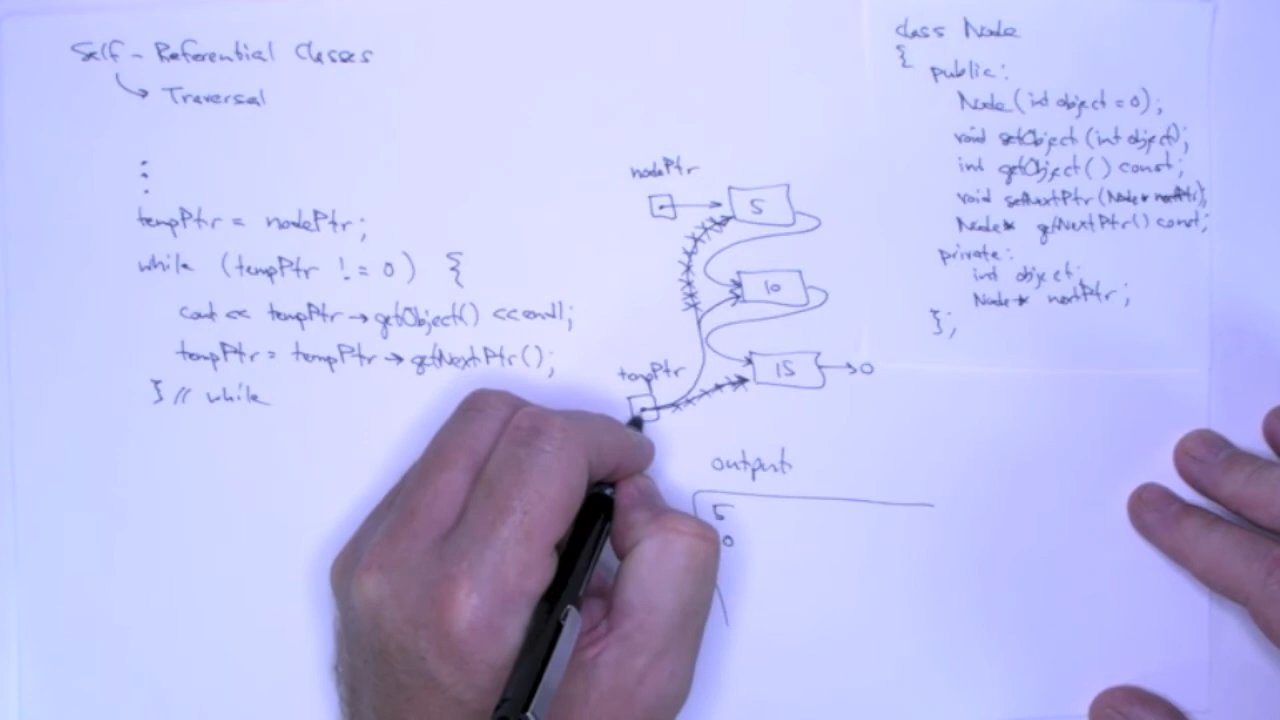 Self-Referential Classes
Traversal
tempPtr = nodePtr;
while (tempPtr != 0) {
cout << tempPtr→getObject() << endl;
tempPtr = tempPtr→getNextPtr();
} // while
nodePtr
5
10
15 → 0
tempPtr
output
5
0
class Node
{
public:
Node(int object = 0);
void setObject(int object);
int getObject() const;
void setNextPtr(Node* nextPtr);
Node* getNextPtr() const;
private:
int object;
Node* nextPtr;
};